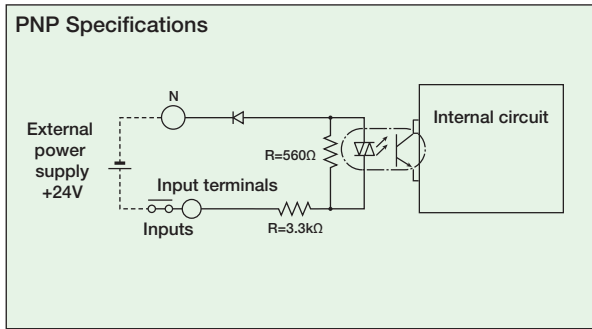 PNP Specifications
N
External
power
supply
+24V
R=560Ω
Internal circuit
Input terminals
Inputs
R=3.3kΩ